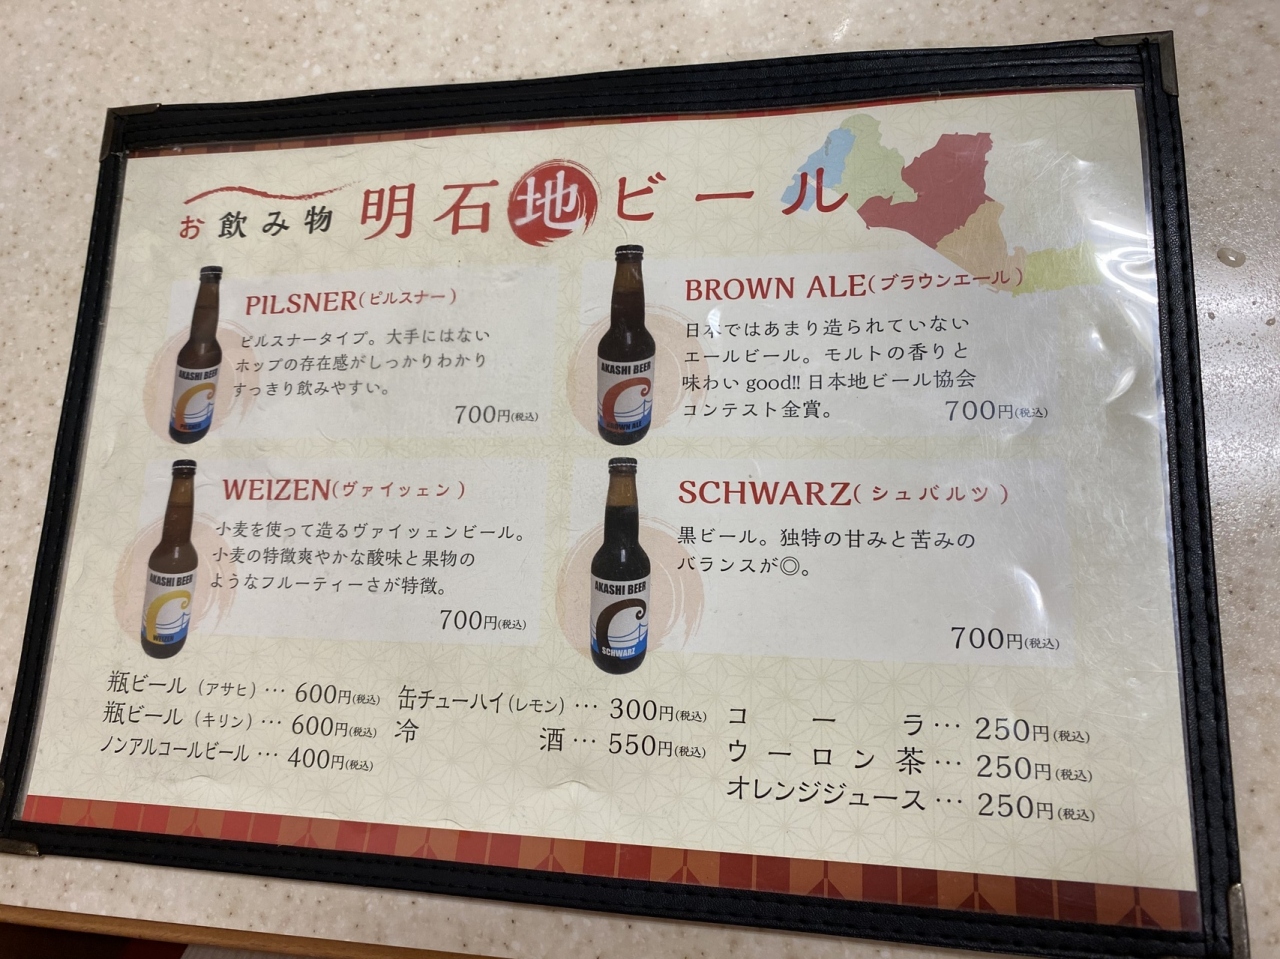 お飲み物 明石地ビール
PILSNER(ピルスナー)
ピルスナータイプ。大手にはない
ホップの存在感がしっかりわかり
すっきり飲みやすい。
700円(税込)
AKASHI BEER
PILSNER
BROWN ALE(ブラウンエール)
日本ではあまり造られていない
エールビール。モルトの香りと
味わい good!! 日本地ビール協会
コンテスト金賞。 700円(税込)
AKASHI BEER
BROWN ALE
WEIZEN(ヴァイツェン)
小麦を使って造るヴァイツェンビール。
小麦の特徴爽やかな酸味と果物の
ようなフルーティーさが特徴。
700円(税込)
AKASHI BEER
WEIZEN
SCHWARZ(シュバルツ)
黒ビール。独特の甘みと苦みの
バランスが◎。
700円(税込)
AKASHI BEER
SCHWARZ
瓶ビール(アサヒ)… 600円(税込)
瓶ビール(キリン)… 600円(税込)
ノンアルコールビール… 400円(税込)
缶チューハイ(レモン)… 300円(税込)
冷酒… 550円(税込)
コーラ… 250円(税込)
ウーロン茶… 250円(税込)
オレンジジュース… 250円(税込)